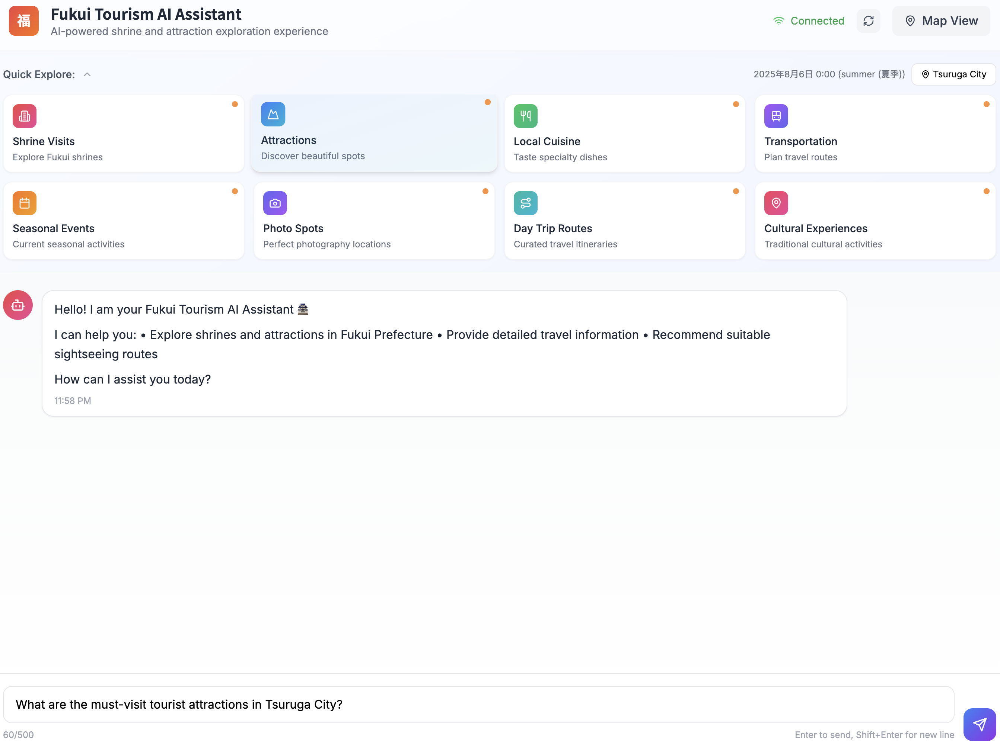 福
Fukui Tourism AI Assistant
AI-powered shrine and attraction exploration experience
Connected
Map View
Quick Explore:
2025年8月6日 0:00 (summer (夏季))
Tsuruga City
Shrine Visits
Explore Fukui shrines
Attractions
Discover beautiful spots
Local Cuisine
Taste specialty dishes
Transportation
Plan travel routes
Seasonal Events
Current seasonal activities
Photo Spots
Perfect photography locations
Day Trip Routes
Curated travel itineraries
Cultural Experiences
Traditional cultural activities
Hello! I am your Fukui Tourism AI Assistant 🏯
I can help you: • Explore shrines and attractions in Fukui Prefecture • Provide detailed travel information • Recommend suitable
sightseeing routes
How can I assist you today?
11:58 PM
What are the must-visit tourist attractions in Tsuruga City?
60/500
Enter to send, Shift+Enter for new line